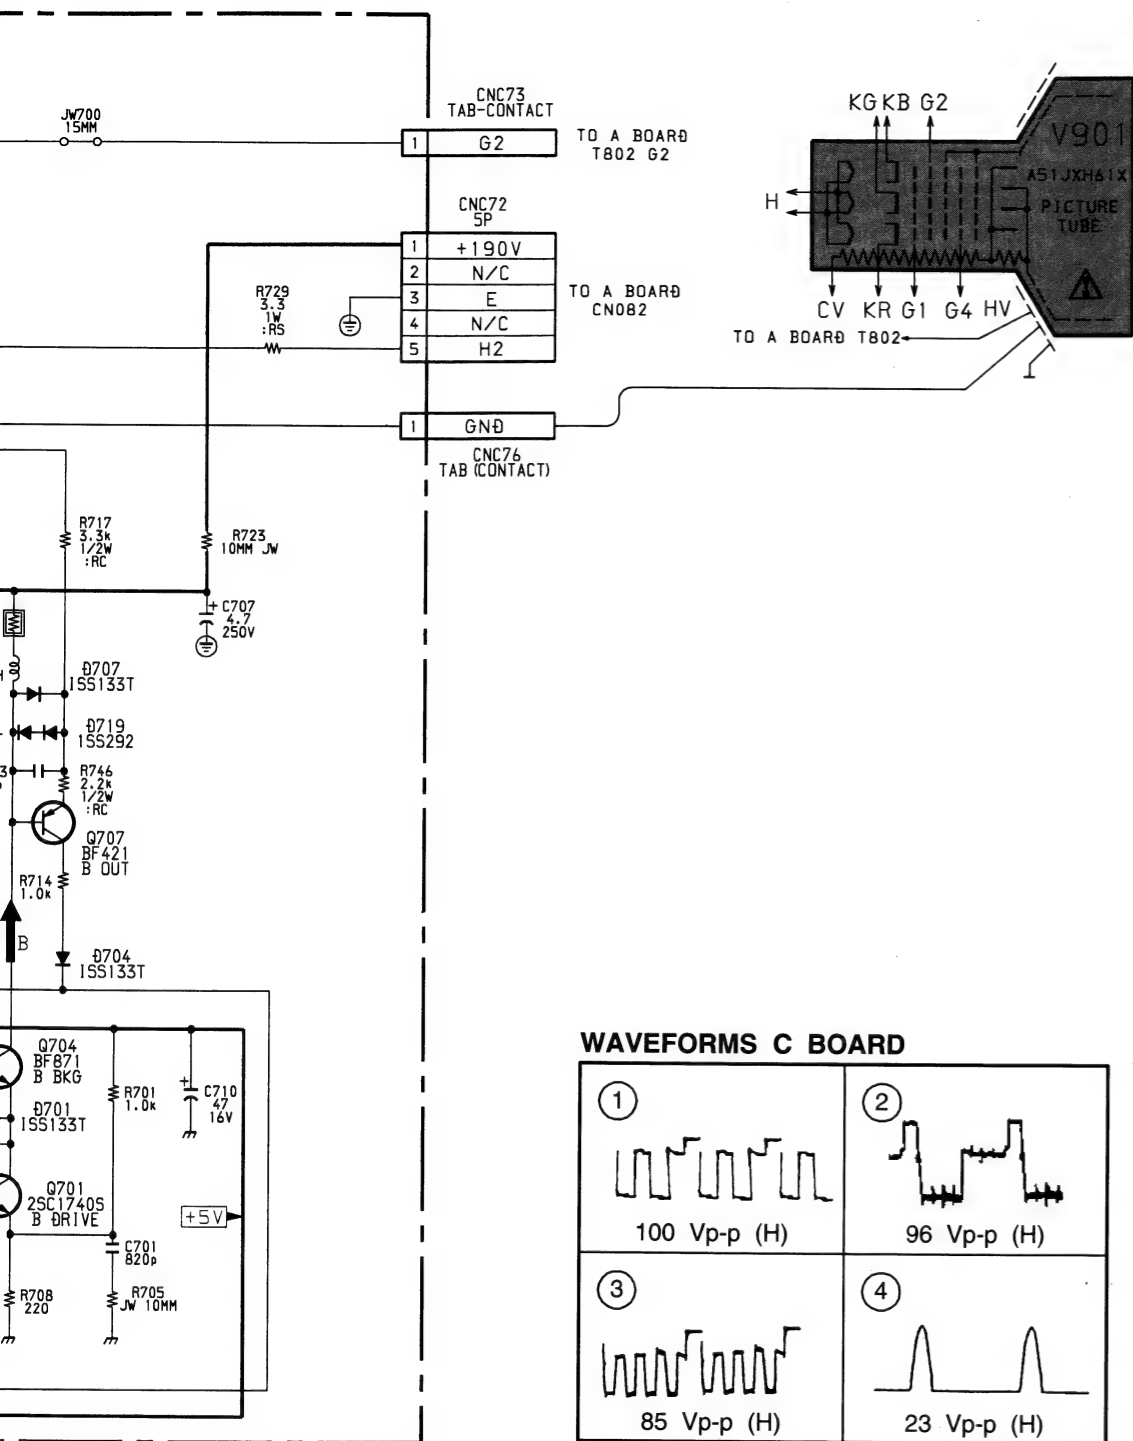 JW700
15MM
CNC73
TAB-CONTACT
1 G2
TO A BOARD
T802 G2
CNC72
5P
1 +190V
2 N/C
3 E
4 N/C
5 H2
TO A BOARD
CN082
R729
3.3
1W
:RS
1 GND
CNC76
TAB (CONTACT)
KG KB G2
V901
A51JXH61X
PICTURE
TUBE
H
CV KR G1 G4 HV
TO A BOARD T802
R717
3.3k
1/2W
:RC
R723
10MM JW
+ C707
4.7
250V
D707
ISS133T
D719
1SS292
R746
2.2k
1/2W
:RC
Q707
BF421
B OUT
R714
1.0k
B
D704
ISS133T
Q704
BF871
B BKG
D701
ISS133T
R701
1.0k
+ C710
47
16V
Q701
2SC1740S
B DRIVE
+5V
C701
820p
R708
220
R705
JW 10MM
WAVEFORMS C BOARD
1
100 Vp-p (H)
2
96 Vp-p (H)
3
85 Vp-p (H)
4
23 Vp-p (H)